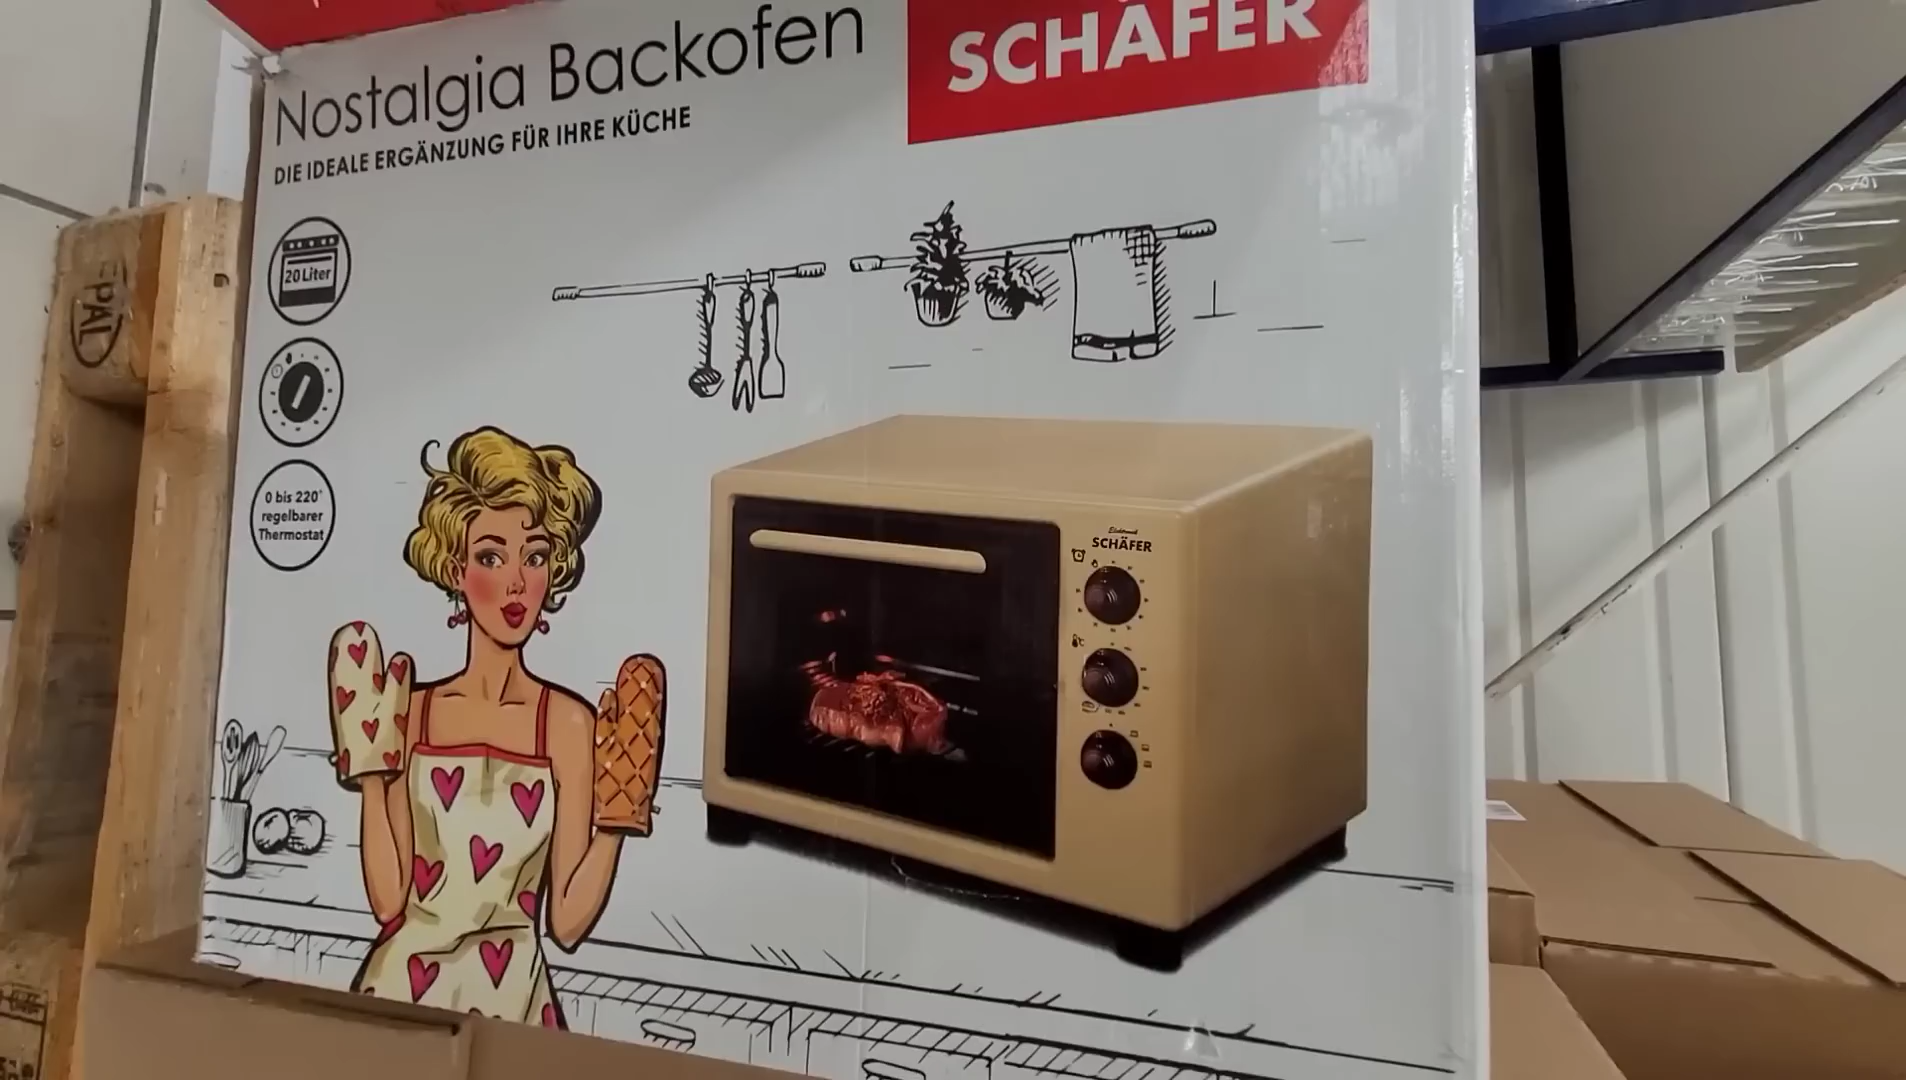 Nostalgia Backofen
DIE IDEALE ERGÄNZUNG FÜR IHRE KÜCHE
SCHÄFER
20 Liter
0 bis 220°
regelbarer
Thermostat
SCHÄFER
EPAL